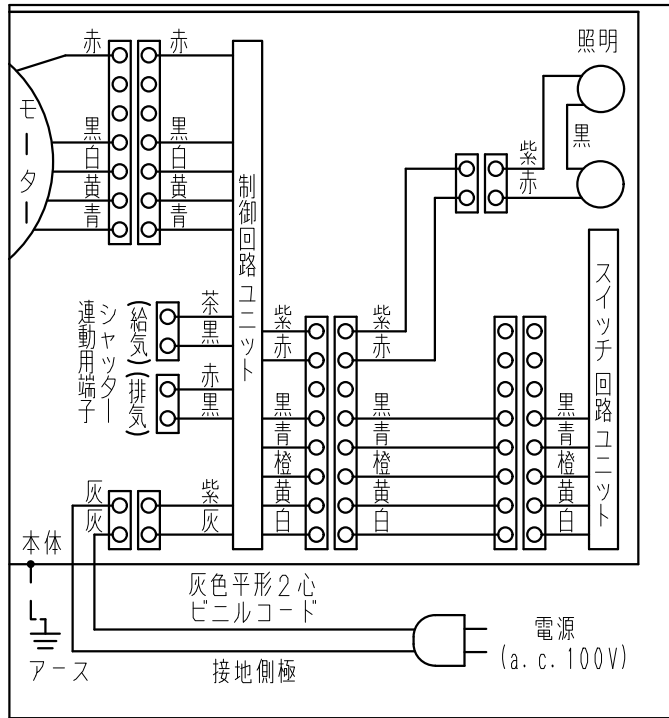 赤
赤
照明
モーター
黒
黒
白
白
黄
黄
青
青
黒
紫
赤
制御回路ユニット
スイッチ回路ユニット
シャッター
連動用端子
(給気)
茶
黒
(排気)
赤
黒
紫
紫
赤
赤
黒
黒
黒
青
青
青
橙
橙
橙
黄
黄
黄
白
白
白
灰
紫
灰
灰
本体
アース
灰色平形2心
ビニルコード
接地側極
電源
(a.c.100V)